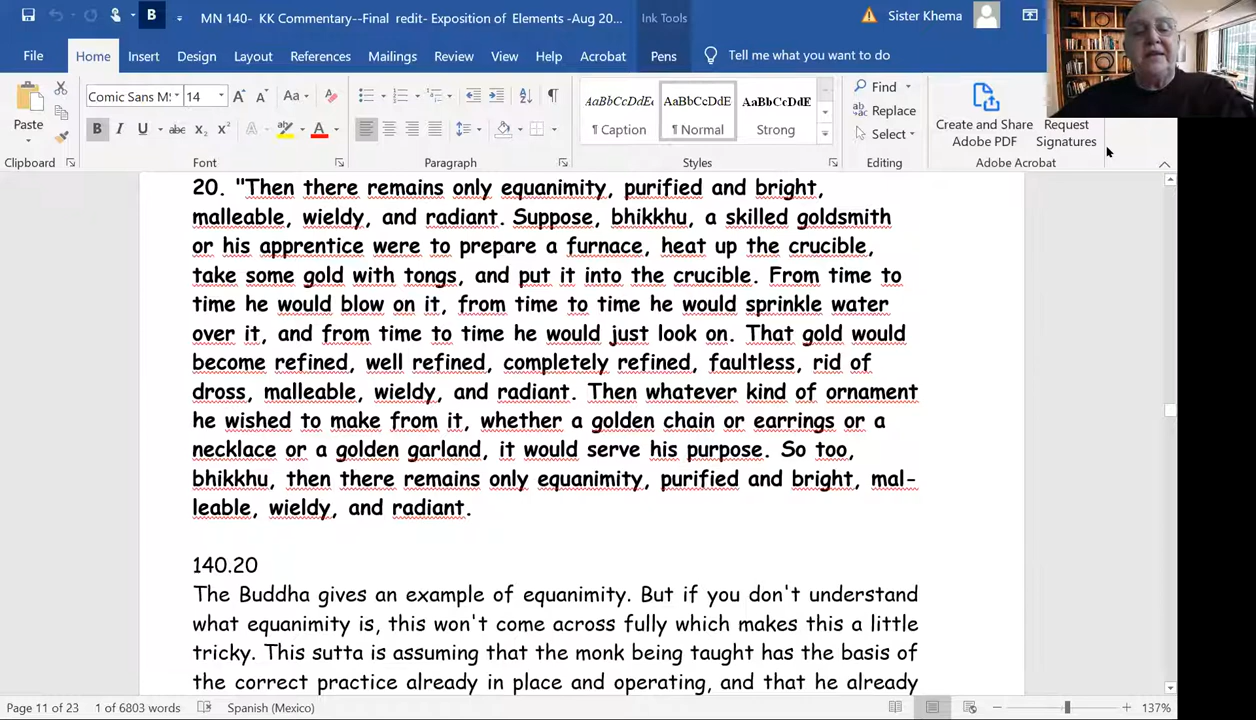 MN 140- KK Commentary--Final redit- Exposition of Elements -Aug 20...
Ink Tools
Sister Khema
File Home Insert Design Layout References Mailings Review View Help Acrobat Pens Tell me what you want to do
Paste
Clipboard
Comic Sans M: 14
Font
Paragraph
AaBbCcDdEe AaBbCcDdE AaBbCcDdE
¶ Caption ¶ Normal Strong
Styles
Find
Replace
Select
Editing
Create and Share Adobe PDF
Request Signatures
Adobe Acrobat
20. "Then there remains only equanimity, purified and bright,
malleable, wieldy, and radiant. Suppose, bhikkhu, a skilled goldsmith
or his apprentice were to prepare a furnace, heat up the crucible,
take some gold with tongs, and put it into the crucible. From time to
time he would blow on it, from time to time he would sprinkle water
over it, and from time to time he would just look on. That gold would
become refined, well refined, completely refined, faultless, rid of
dross, malleable, wieldy, and radiant. Then whatever kind of ornament
he wished to make from it, whether a golden chain or earrings or a
necklace or a golden garland, it would serve his purpose. So too,
bhikkhu, then there remains only equanimity, purified and bright, mal-
leable, wieldy, and radiant.
140.20
The Buddha gives an example of equanimity. But if you don't understand
what equanimity is, this won't come across fully which makes this a little
tricky. This sutta is assuming that the monk being taught has the basis of
the correct practice already in place and operating, and that he already
Page 11 of 23 1 of 6803 words Spanish (Mexico) 137%